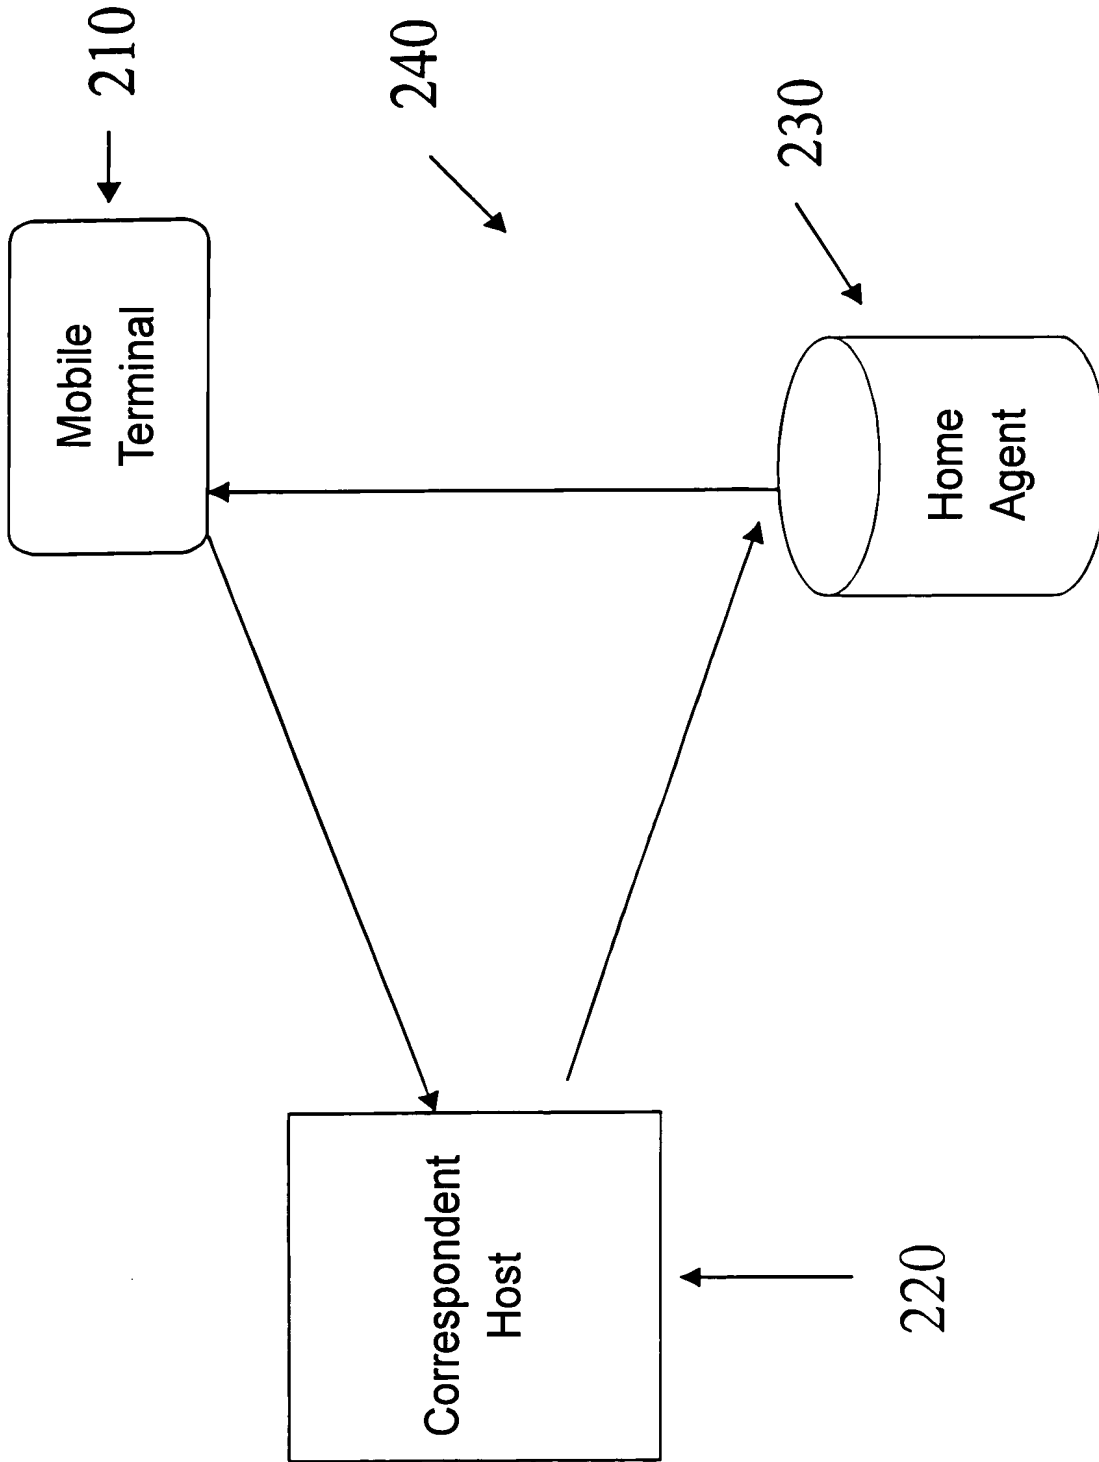 Mobile
Terminal
210
240
Correspondent
Host
220
Home
Agent
230